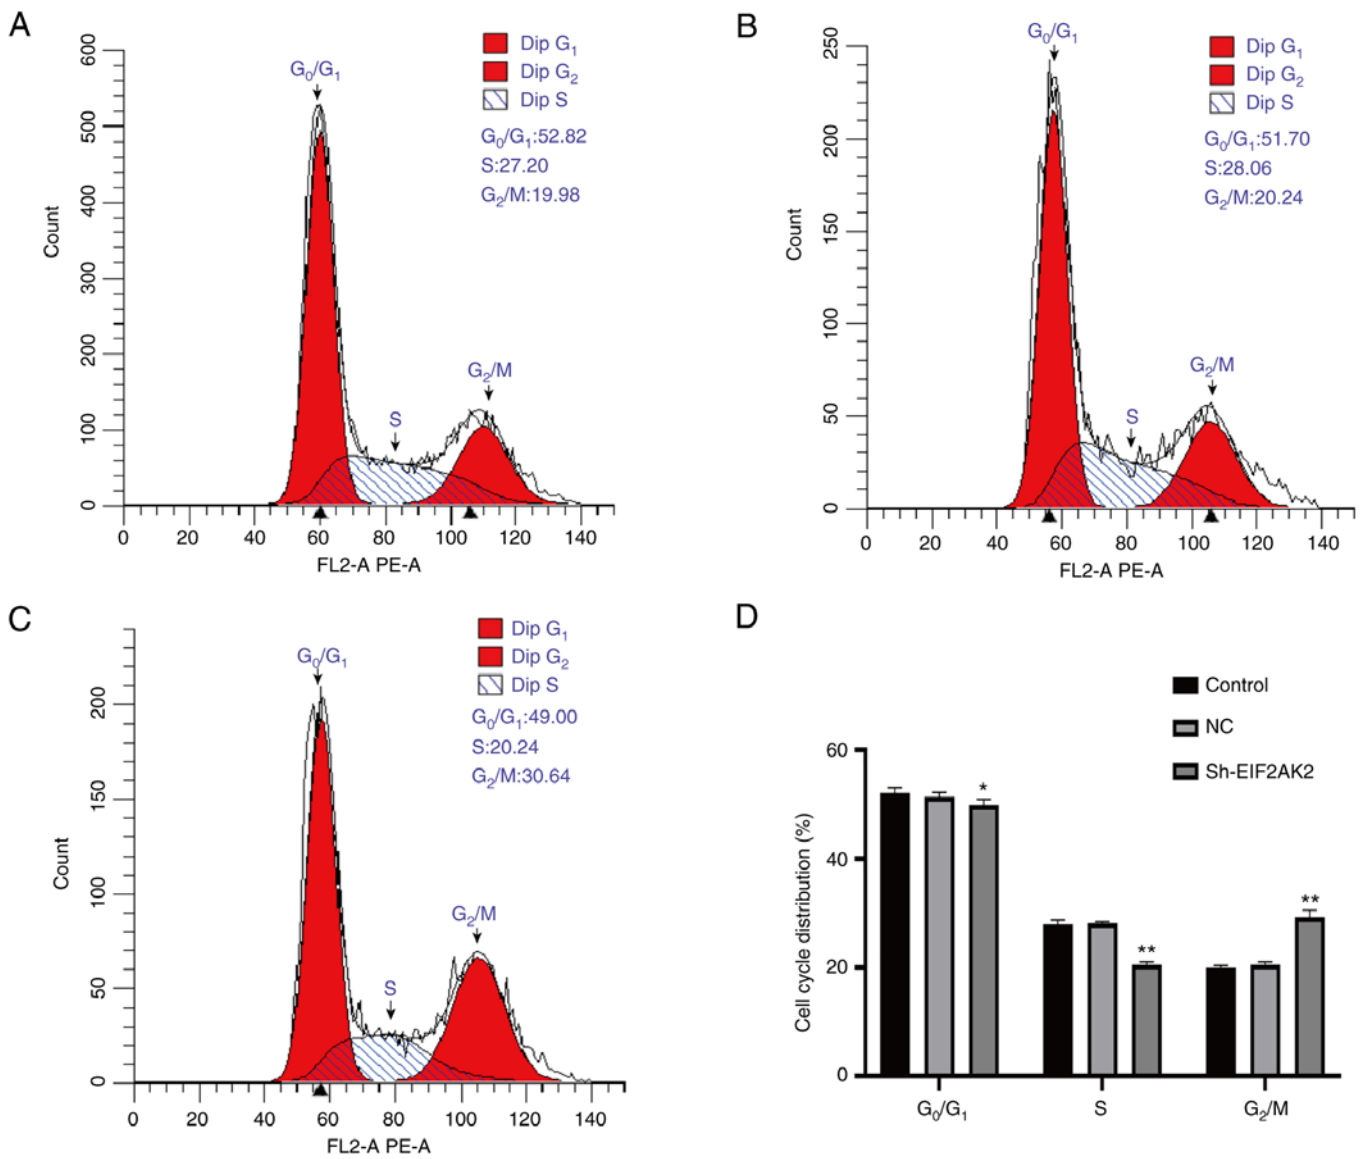 A
G0/G1
Dip G1
Dip G2
Dip S
G0/G1:52.82
S:27.20
G2/M:19.98
S
G2/M
Count
600
500
400
300
200
100
0
0 20 40 60 80 100 120 140
FL2-A PE-A
B
G0/G1
Dip G1
Dip G2
Dip S
G0/G1:51.70
S:28.06
G2/M:20.24
S
G2/M
Count
250
200
150
100
50
0
0 20 40 60 80 100 120 140
FL2-A PE-A
C
G0/G1
Dip G1
Dip G2
Dip S
G0/G1:49.00
S:20.24
G2/M:30.64
S
G2/M
Count
200
150
100
50
0
0 20 40 60 80 100 120 140
FL2-A PE-A
D
Control
NC
Sh-EIF2AK2
Cell cycle distribution (%)
60
40
20
0
*
**
**
G0/G1 S G2/M